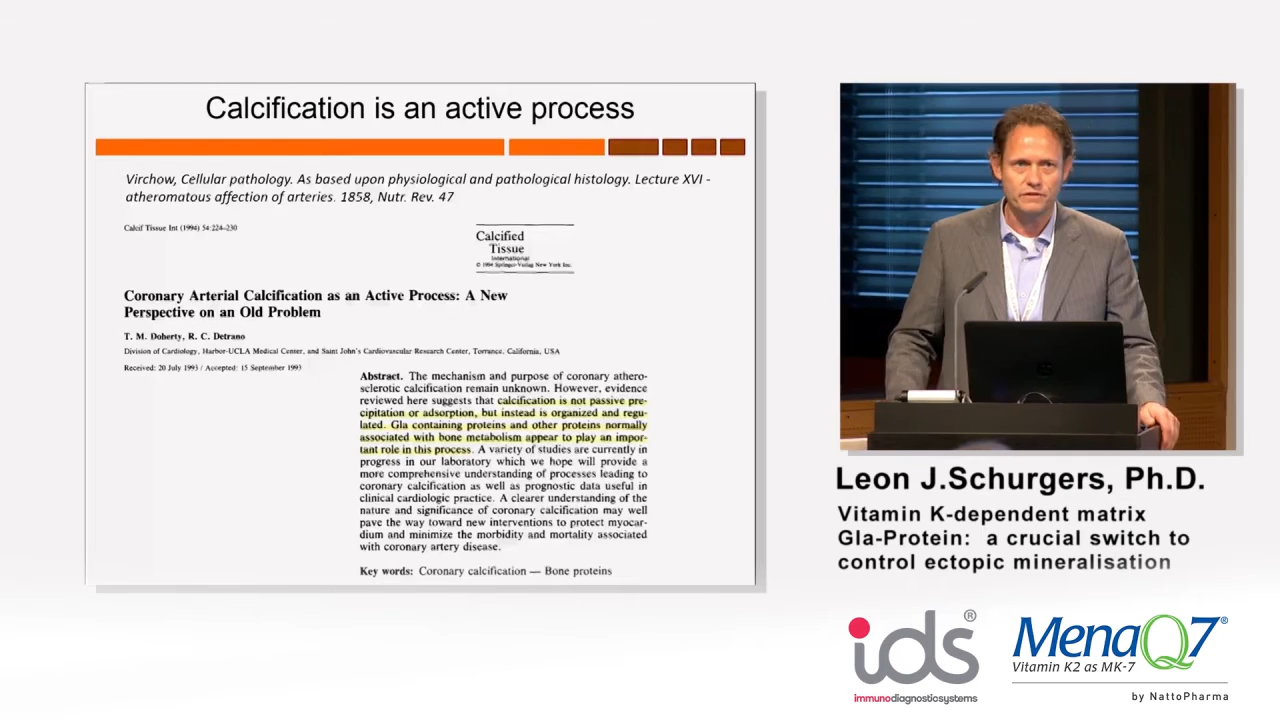 Calcification is an active process
Virchow, Cellular pathology. As based upon physiological and pathological histology. Lecture XVI -
atheromatous affection of arteries. 1858, Nutr. Rev. 47
Calcif Tissue Int (1994) 54:224–230
Calcified
Tissue
International
© 1994 Springer-Verlag New York Inc.
Coronary Arterial Calcification as an Active Process: A New
Perspective on an Old Problem
T. M. Doherty, R. C. Detrano
Division of Cardiology, Harbor-UCLA Medical Center, and Saint John's Cardiovascular Research Center, Torrance, California, USA
Received: 20 July 1993 / Accepted: 15 September 1993
Abstract. The mechanism and purpose of coronary athero-
sclerotic calcification remain unknown. However, evidence
reviewed here suggests that calcification is not passive pre-
cipitation or adsorption, but instead is organized and regu-
lated. Gla containing proteins and other proteins normally
associated with bone metabolism appear to play an impor-
tant role in this process. A variety of studies are currently in
progress in our laboratory which we hope will provide a
more comprehensive understanding of processes leading to
coronary calcification as well as prognostic data useful in
clinical cardiologic practice. A clearer understanding of the
nature and significance of coronary calcification may well
pave the way toward new interventions to protect myocar-
dium and minimize the morbidity and mortality associated
with coronary artery disease.
Key words: Coronary calcification — Bone proteins
Leon J.Schurgers, Ph.D.
Vitamin K-dependent matrix
Gla-Protein: a crucial switch to
control ectopic mineralisation
ids®
immunodiagnosticsystems
MenaQ7®
Vitamin K2 as MK-7
by NattoPharma